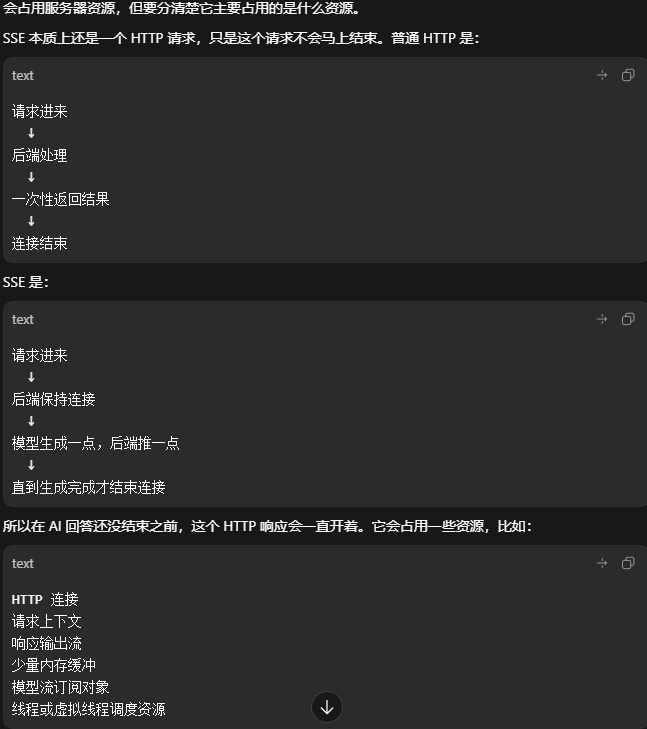 会占用服务器资源，但要分清楚它主要占用的是什么资源。
SSE 本质上还是一个 HTTP 请求，只是这个请求不会马上结束。普通 HTTP 是：
text
请求进来
↓
后端处理
↓
一次性返回结果
↓
连接结束
SSE 是：
text
请求进来
↓
后端保持连接
↓
模型生成一点，后端推一点
↓
直到生成完成才结束连接
所以在 AI 回答还没结束之前，这个 HTTP 响应会一直开着。它会占用一些资源，比如：
text
HTTP 连接
请求上下文
响应输出流
少量内存缓冲
模型流订阅对象
线程或虚拟线程调度资源